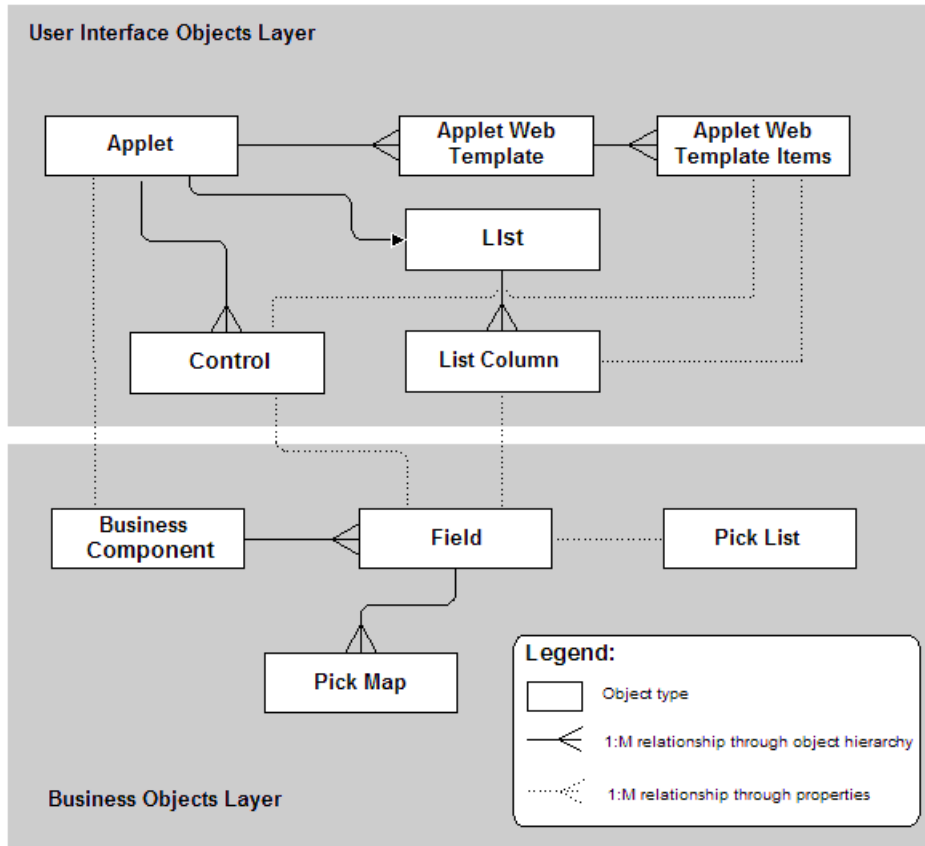 User Interface Objects Layer
Applet
Applet Web
Template
Applet Web
Template Items
LIst
Control
List Column
Business
Component
Field
Pick List
Pick Map
Legend:
Object type
1:M relationship through object hierarchy
1:M relationship through properties
Business Objects Layer